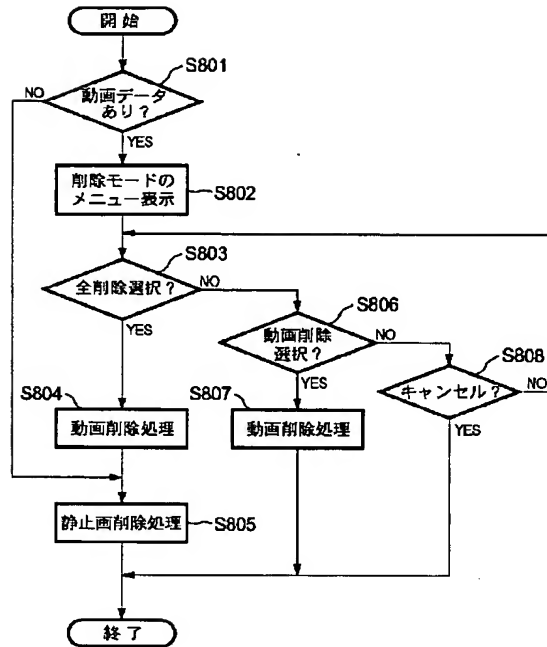 開始
S801
動画データ
あり?
NO
YES
削除モードの
メニュー表示
S802
S803
全削除選択?
NO
YES
S806
動画削除
選択?
NO
YES
S808
キャンセル?
NO
YES
S804
動画削除処理
S807
動画削除処理
静止画削除処理
S805
終了